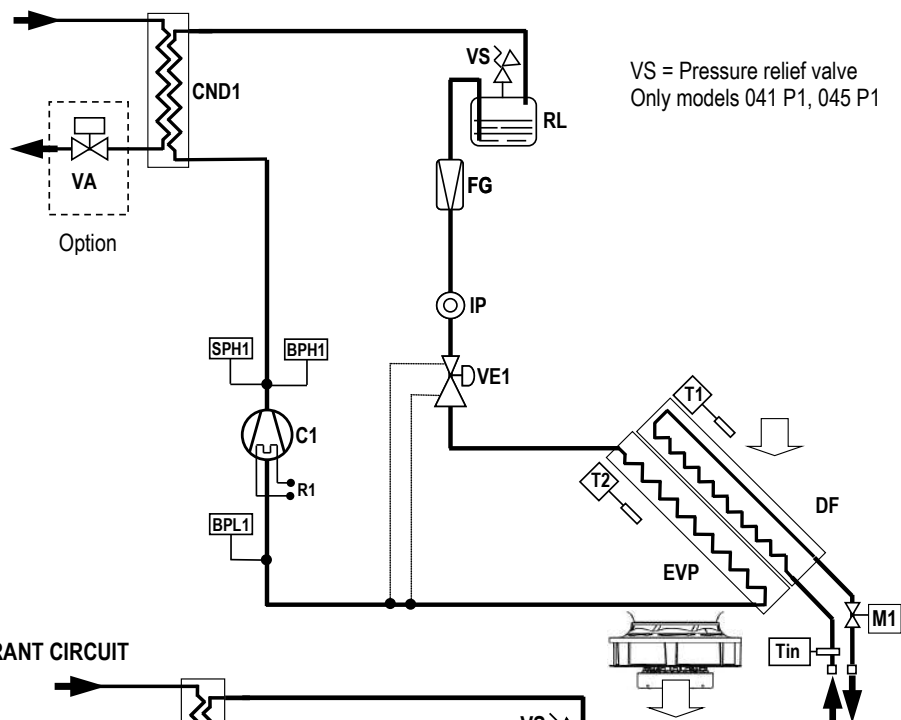 VS
VS = Pressure relief valve
Only models 041 P1, 045 P1
CND1
RL
VA
FG
Option
IP
SPH1
BPH1
VE1
T1
C1
T2
R1
DF
BPL1
EVP
M1
RANT CIRCUIT
Tin
VS